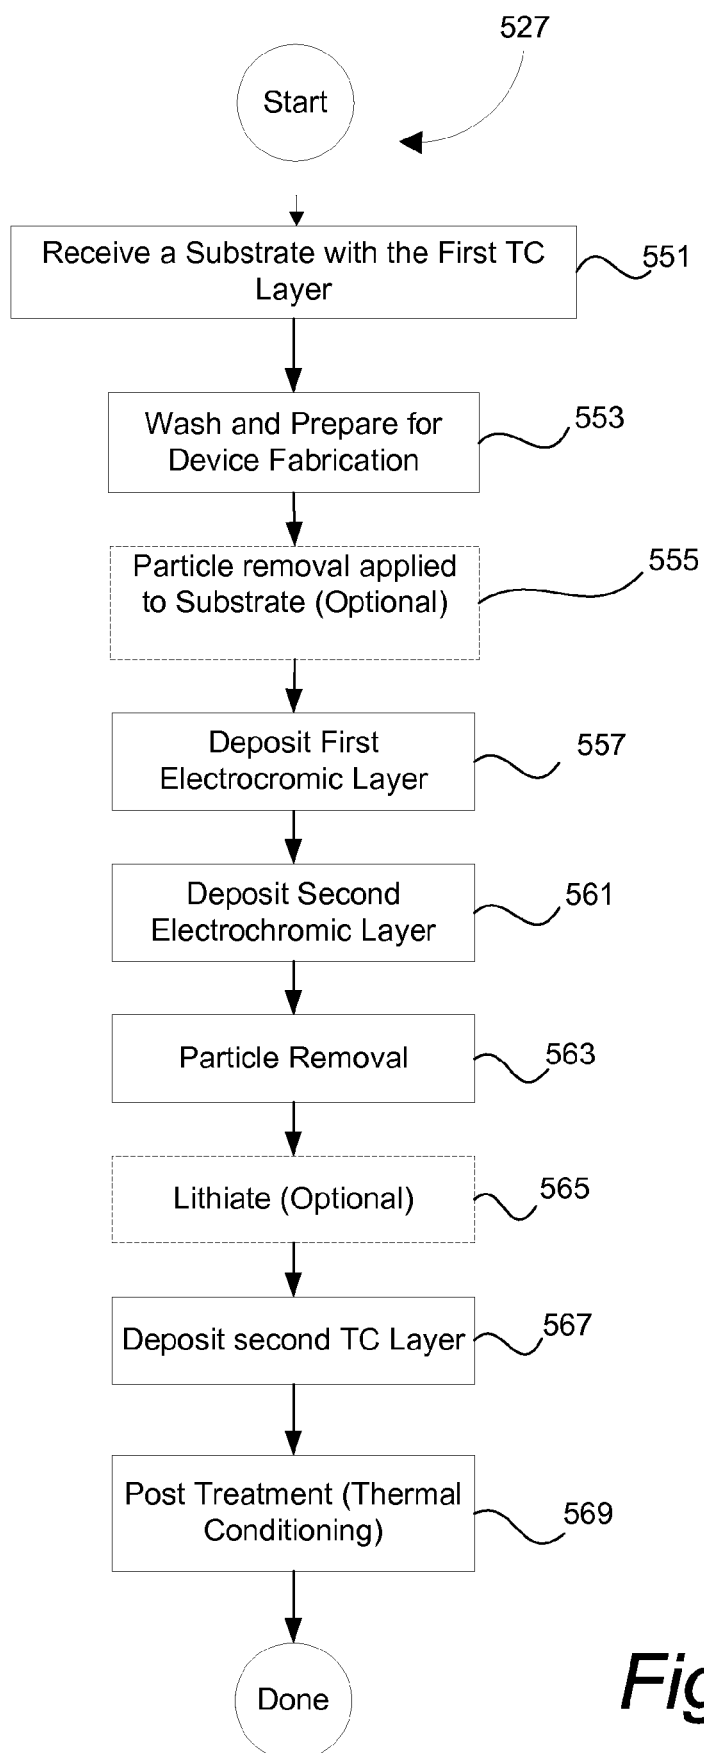 527
Start
Receive a Substrate with the First TC
Layer
551
Wash and Prepare for
Device Fabrication
553
Particle removal applied
to Substrate (Optional)
555
Deposit First
Electrocromic Layer
557
Deposit Second
Electrochromic Layer
561
Particle Removal
563
Lithiate (Optional)
565
Deposit second TC Layer
567
Post Treatment (Thermal
Conditioning)
569
Done
Fig